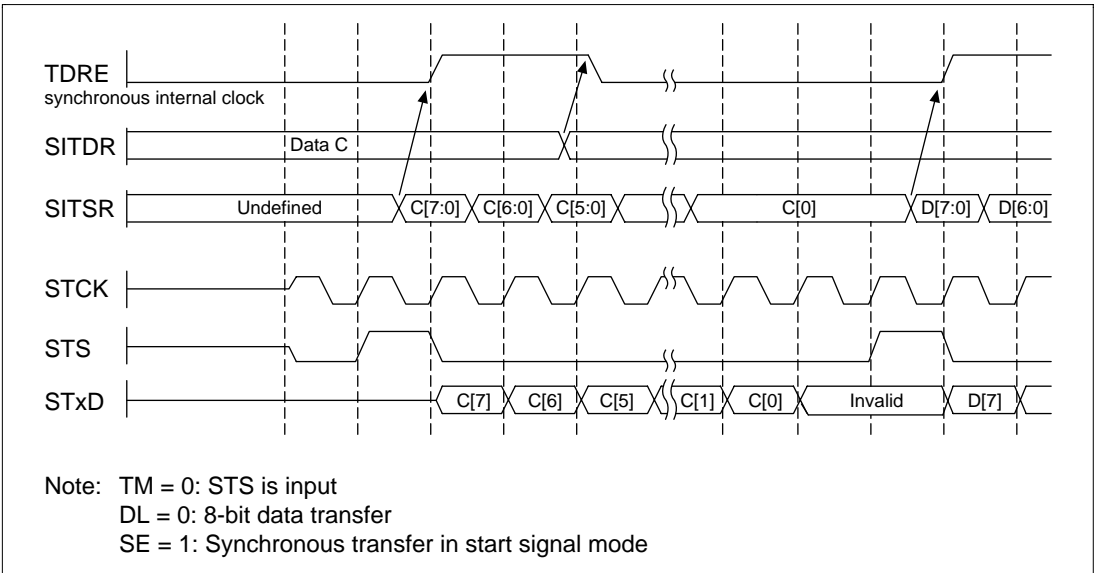 TDRE
synchronous internal clock
SITDR
Data C
SITSR
Undefined C[7:0] C[6:0] C[5:0] C[0] D[7:0] D[6:0]
STCK
STS
STxD
C[7] C[6] C[5] C[1] C[0] Invalid D[7]
Note: TM = 0: STS is input
DL = 0: 8-bit data transfer
SE = 1: Synchronous transfer in start signal mode